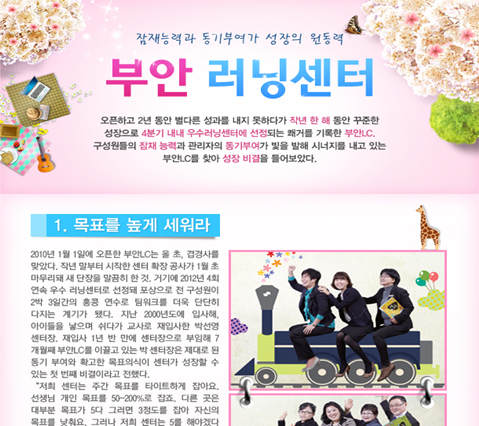 잠재능력과 동기부여가 성장의 원동력
부안 러닝센터
오픈하고 2년 동안 별다른 성과를 내지 못하다가 작년 한 해 동안 꾸준한
성장으로 4분기 내내 우수러닝센터에 선정되는 쾌거를 기록한 부안LC.
구성원들의 잠재 능력과 관리자의 동기부여가 빛을 발해 시너지를 내고 있는
부안LC를 찾아 성장 비결을 들어보았다.
1. 목표를 높게 세워라
2010년 1월 1일에 오픈한 부안LC는 올 초, 겹경사를
맞았다. 작년 말부터 시작한 센터 확장 공사가 1월 초
마무리돼 새 단장을 말끔히 한 것. 거기에 2012년 4회
연속 우수 러닝센터로 선정돼 포상으로 전 구성원이
2박 3일간의 홍콩 연수로 팀워크를 더욱 단단히
다지는 계기가 됐다. 지난 2000년도에 입사해,
아이들을 낳으며 쉬다가 교사로 재입사한 박선영
센터장. 재입사 1년 반 만에 센터장으로 부임해 7
개월째 부안LC를 이끌고 있는 박 센터장은 제대로 된
동기 부여와 확고한 목표의식이 센터가 성장할 수
있는 첫 번째 비결이라고 전했다.
“저희 센터는 주간 목표를 타이트하게 잡아요.
선생님 개인 목표를 50~200%로 잡죠. 다른 곳은
대부분 목표가 5다 그러면 3정도를 잡아 자신의
목표를 낮춰요. 그러나 저희 센터는 5를 해야겠다